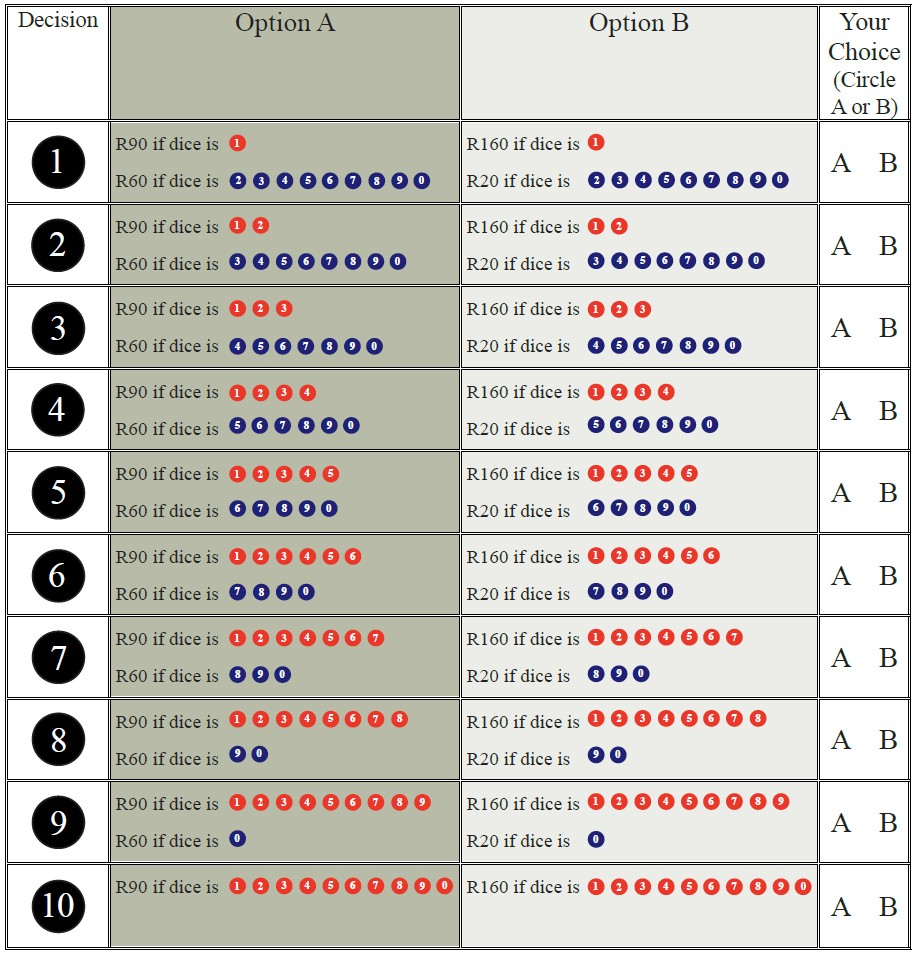 Decision Option A Option B Your
Choice
(Circle
A or B)
R90 if dice is 1 R160 if dice is 1
1 A B
R60 if dice is 2 3 4 5 6 7 8 9 0 R20 if dice is 2 3 4 5 6 7 8 9 0
R90 if dice is 1 2 R160 if dice is 1 2
2 A B
R60 if dice is 3 4 5 6 7 8 9 0 R20 if dice is 3 4 5 6 7 8 9 0
R90 if dice is 1 2 3 R160 if dice is 1 2 3
3 A B
R60 if dice is 4 5 6 7 8 9 0 R20 if dice is 4 5 6 7 8 9 0
R90 if dice is 1 2 3 4 R160 if dice is 1 2 3 4
4 A B
R60 if dice is 5 6 7 8 9 0 R20 if dice is 5 6 7 8 9 0
R90 if dice is 1 2 3 4 5 R160 if dice is 1 2 3 4 5
5 A B
R60 if dice is 6 7 8 9 0 R20 if dice is 6 7 8 9 0
R90 if dice is 1 2 3 4 5 6 R160 if dice is 1 2 3 4 5 6
6 A B
R60 if dice is 7 8 9 0 R20 if dice is 7 8 9 0
R90 if dice is 1 2 3 4 5 6 7 R160 if dice is 1 2 3 4 5 6 7
7 A B
R60 if dice is 8 9 0 R20 if dice is 8 9 0
R90 if dice is 1 2 3 4 5 6 7 8 R160 if dice is 1 2 3 4 5 6 7 8
8 A B
R60 if dice is 9 0 R20 if dice is 9 0
R90 if dice is 1 2 3 4 5 6 7 8 9 R160 if dice is 1 2 3 4 5 6 7 8 9
9 A B
R60 if dice is 0 R20 if dice is 0
R90 if dice is 1 2 3 4 5 6 7 8 9 0 R160 if dice is 1 2 3 4 5 6 7 8 9 0
10 A B